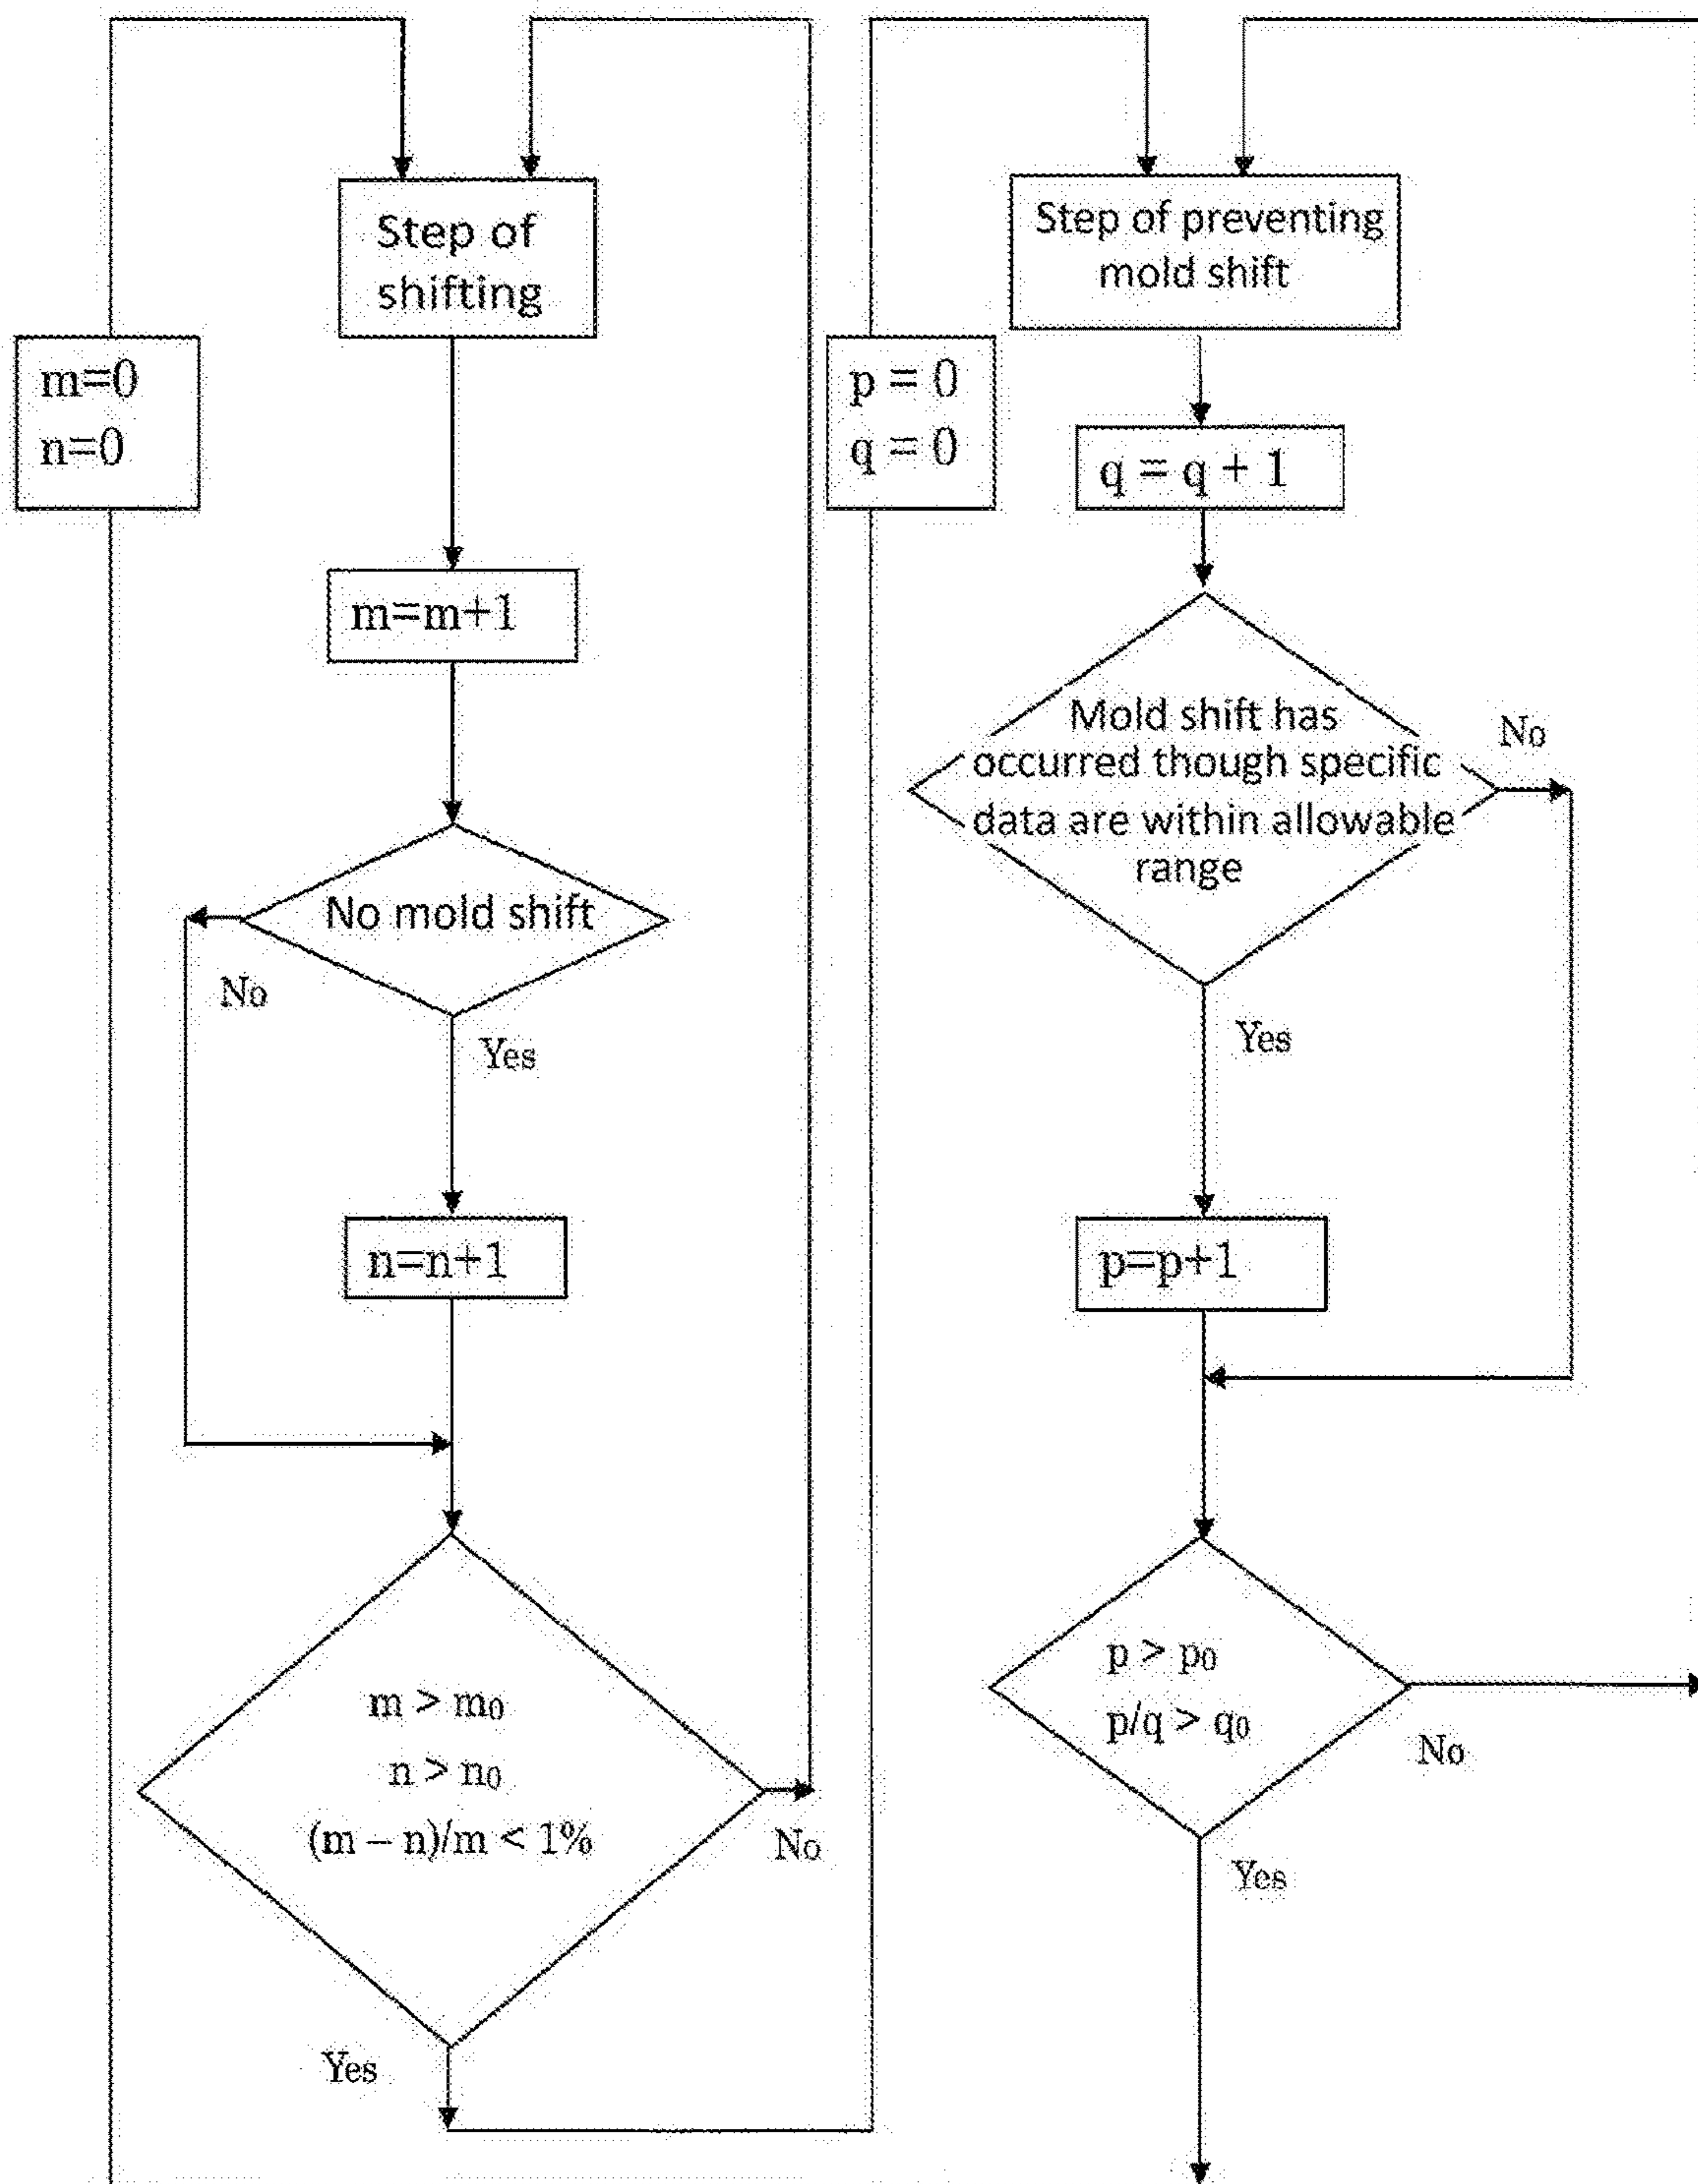 m=0
n=0
Step of
shifting
m=m+1
No mold shift
No
Yes
n=n+1
m > m₀
n > n₀
(m – n)/m < 1%
No
Yes
p = 0
q = 0
Step of preventing
mold shift
q = q + 1
Mold shift has
occurred though specific
data are within allowable
range
No
Yes
p=p+1
p > p₀
p/q > q₀
No
Yes